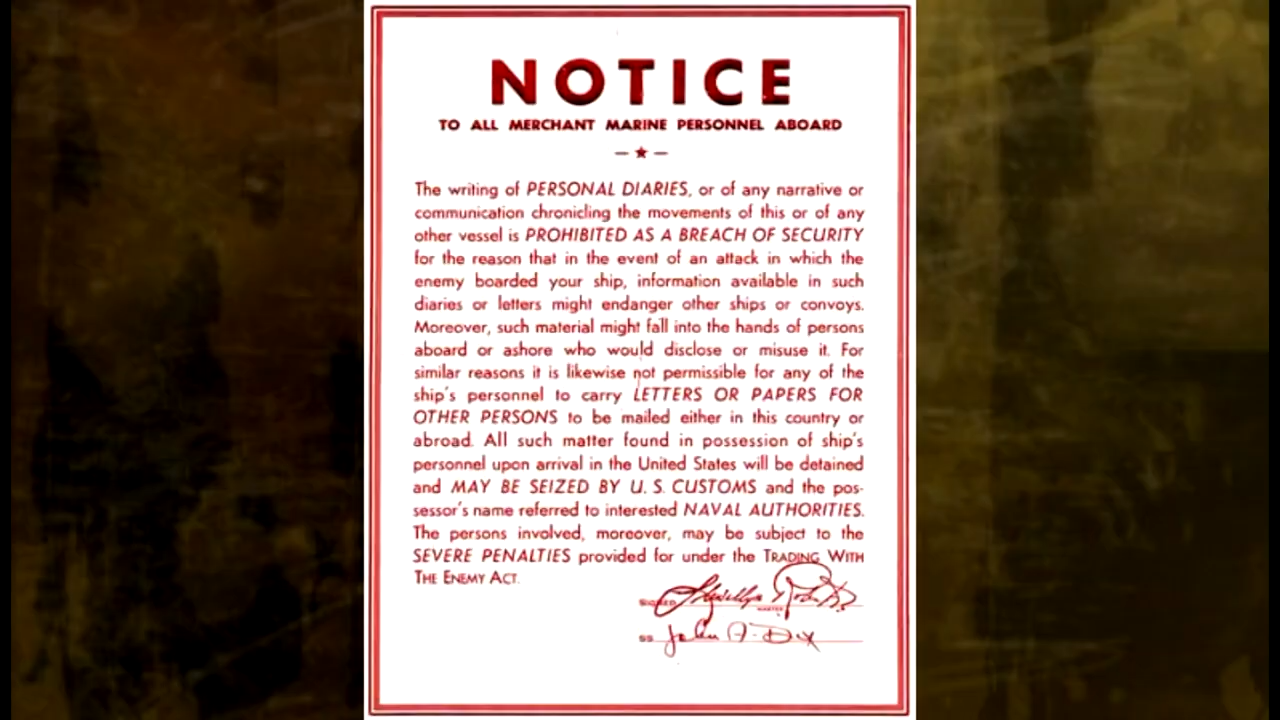 NOTICE
TO ALL MERCHANT MARINE PERSONNEL ABOARD
The writing of PERSONAL DIARIES, or of any narrative or
communication chronicling the movements of this or of any
other vessel is PROHIBITED AS A BREACH OF SECURITY
for the reason that in the event of an attack in which the
enemy boarded your ship, information available in such
diaries or letters might endanger other ships or convoys.
Moreover, such material might fall into the hands of persons
aboard or ashore who would disclose or misuse it. For
similar reasons it is likewise not permissible for any of the
ship's personnel to carry LETTERS OR PAPERS FOR
OTHER PERSONS to be mailed either in this country or
abroad. All such matter found in possession of ship's
personnel upon arrival in the United States will be detained
and MAY BE SEIZED BY U. S. CUSTOMS and the pos-
sessor's name referred to interested NAVAL AUTHORITIES.
The persons involved, moreover, may be subject to the
SEVERE PENALTIES provided for under the TRADING WITH
THE ENEMY ACT.
SIGNED
MASTER
SS John A. Dix